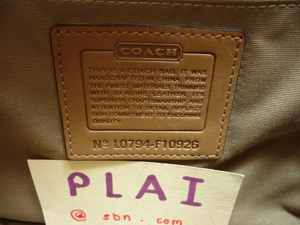 COACH
THIS IS A COACH BAG. IT WAS
HANDCRAFTED IN CHINA FROM
THE FINEST MATERIALS TRIMMED
WITH GENUINE LEATHER. ITS
SUPERIOR CRAFTSMANSHIP AND
ATTENTION TO DETAIL REFLECT
OUR COMMITMENT TO ENDURING
QUALITY.
No L0794-F10926
PLAI
@ sbn.com